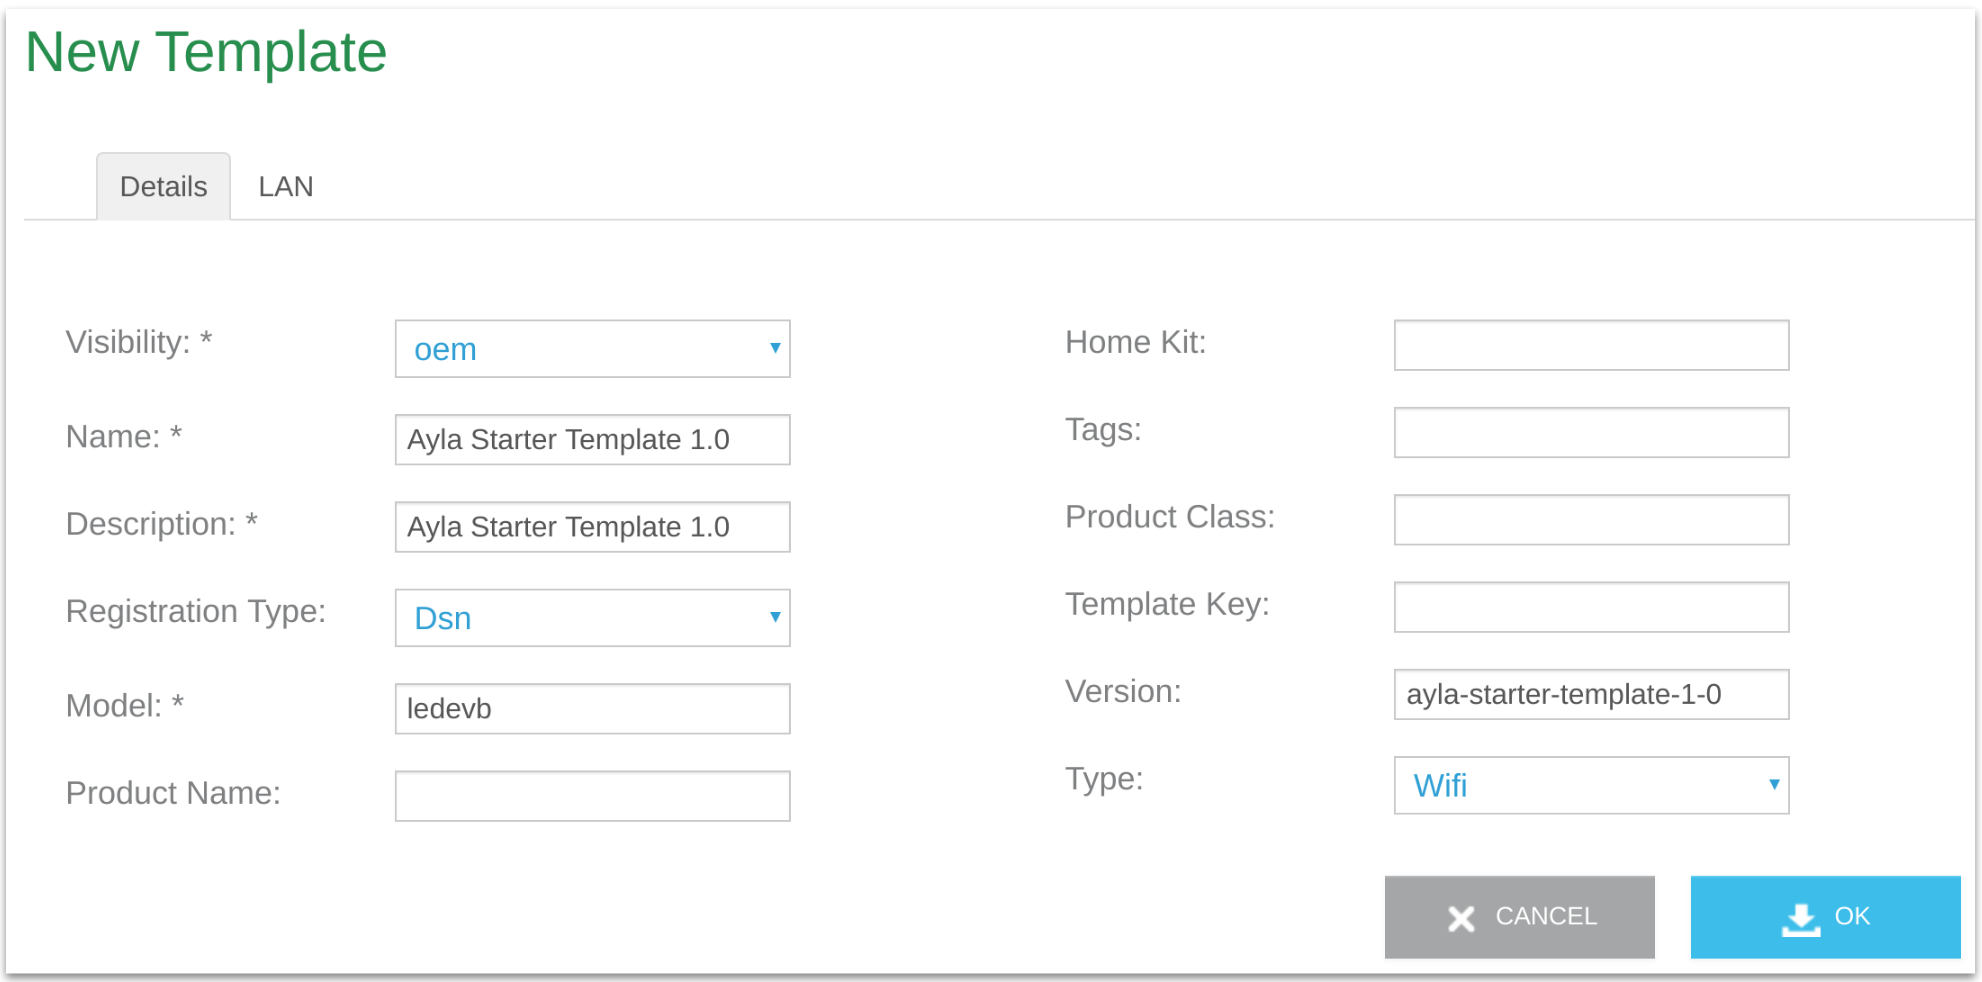 New Template
Details LAN
Visibility: * oem
Name: * Ayla Starter Template 1.0
Description: * Ayla Starter Template 1.0
Registration Type: Dsn
Model: * ledevb
Product Name:
Home Kit:
Tags:
Product Class:
Template Key:
Version: ayla-starter-template-1-0
Type: Wifi
CANCEL OK